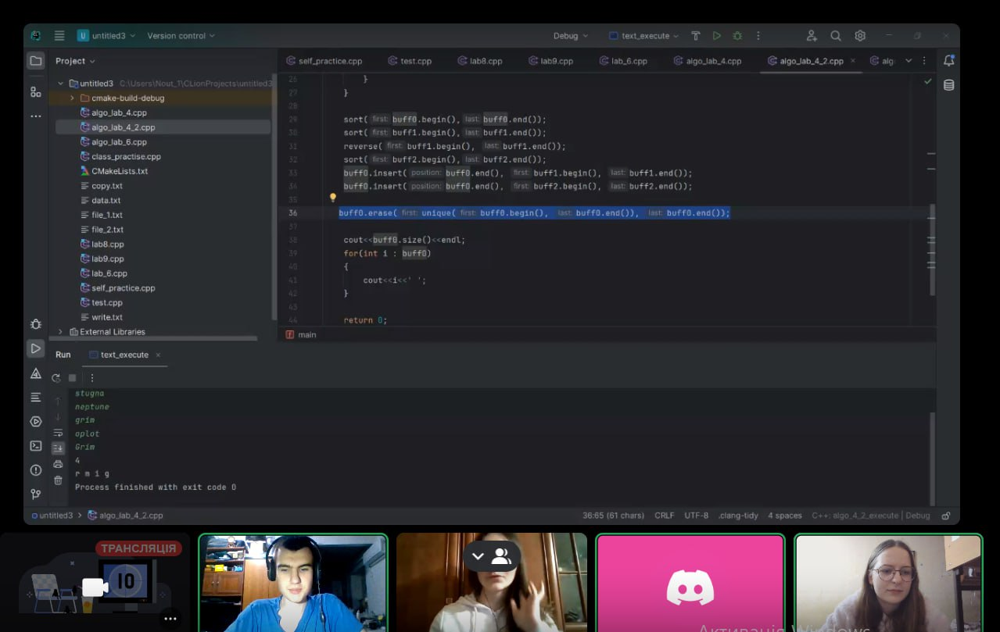 untitled3 Version control Debug text_execute
Project
self_practice.cpp test.cpp lab8.cpp lab9.cpp lab_6.cpp algo_lab_4.cpp algo_lab_4_2.cpp alg
untitled3 C:\Users\Nout_1\CLionProjects\untitled3
cmake-build-debug
algo_lab_4.cpp
algo_lab_4_2.cpp
algo_lab_6.cpp
class_practise.cpp
CMakeLists.txt
copy.txt
data.txt
file_1.txt
file_2.txt
lab8.cpp
lab9.cpp
lab_6.cpp
self_practice.cpp
test.cpp
write.txt
External Libraries
26 }
27 }
28
29 sort( first: buff0.begin(), last: buff0.end());
30 sort( first: buff1.begin(), last: buff1.end());
31 reverse( first: buff1.begin(), last: buff1.end());
32 sort( first: buff2.begin(), last: buff2.end());
33 buff0.insert( position: buff0.end(), first: buff1.begin(), last: buff1.end());
34 buff0.insert( position: buff0.end(), first: buff2.begin(), last: buff2.end());
35
36 buff0.erase( first: unique( first: buff0.begin(), last: buff0.end()), last: buff0.end());
37
38 cout<<buff0.size()<<endl;
39 for(int i : buff0)
40 {
41 cout<<i<<' ';
42 }
43
44 return 0;
main
Run text_execute
stugna
neptune
grim
oplot
Grim
4
r m i g
Process finished with exit code 0
untitled3 > algo_lab_4_2.cpp 36:65 (61 chars) CRLF UTF-8 .clang-tidy 4 spaces C++: algo_4_2_execute | Debug
ТРАНСЛЯЦІЯ
10
Активація Windows